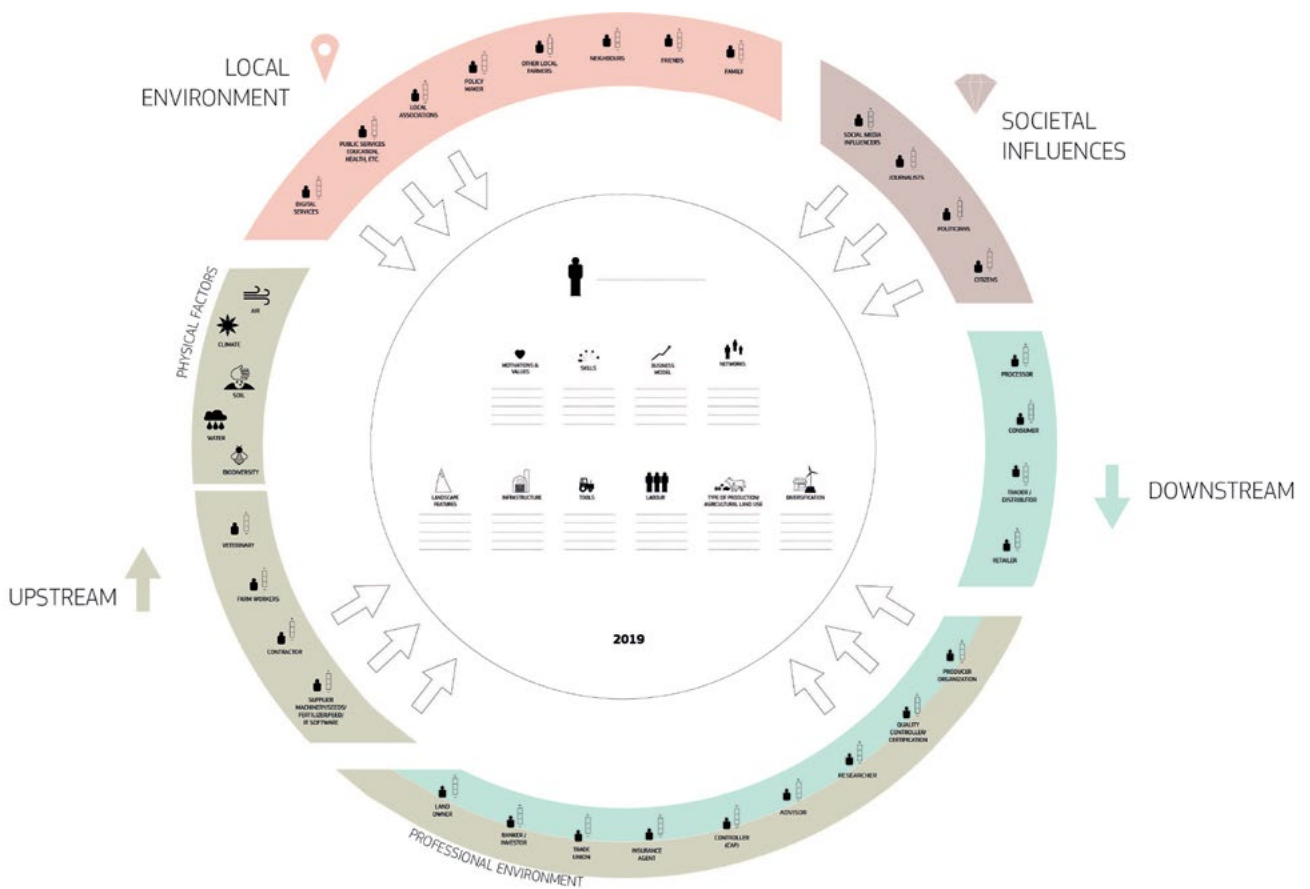 LOCAL
ENVIRONMENT
DIGITAL
SERVICES
PUBLIC SERVICES
EDUCATION,
HEALTH, ETC.
LOCAL
ASSOCIATIONS
POLICY
MAKER
OTHER LOCAL
FARMERS
NEIGHBOURS
FRIENDS
FAMILY
SOCIETAL
INFLUENCES
SOCIAL MEDIA
INFLUENCERS
JOURNALISTS
POLITICIANS
CITIZENS
PHYSICAL FACTORS
AIR
CLIMATE
SOIL
WATER
BIODIVERSITY
MOTIVATIONS &
VALUES
SKILLS
BUSINESS
MODEL
NETWORKS
LANDSCAPE
FEATURES
INFRASTRUCTURE
TOOLS
LABOUR
TYPE OF PRODUCTION/
AGRICULTURAL LAND USE
DIVERSIFICATION
2019
PROCESSOR
CONSUMER
TRADER /
DISTRIBUTOR
RETAILER
DOWNSTREAM
UPSTREAM
VETERINARY
FARM WORKERS
CONTRACTOR
SUPPLIER
MACHINERY/SEEDS/
FERTILIZER/FEED/
IT SOFTWARE
LAND
OWNER
BANKER /
INVESTOR
TRADE
UNION
INSURANCE
AGENT
CONTROLLER
(CAP)
ADVISOR
RESEARCHER
QUALITY
CONTROLLER/
CERTIFICATION
PRODUCER
ORGANIZATION
PROFESSIONAL ENVIRONMENT